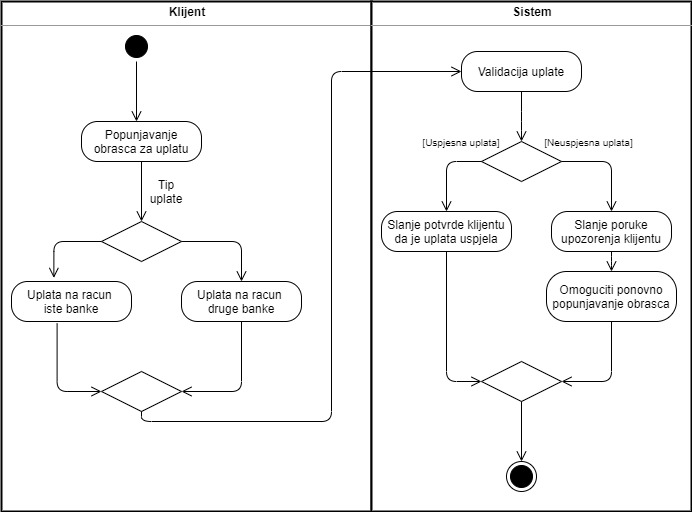 Klijent
Sistem
Popunjavanje
obrasca za uplatu
Tip
uplate
Uplata na racun
iste banke
Uplata na racun
druge banke
Validacija uplate
[Uspjesna uplata]
[Neuspjesna uplata]
Slanje potvrde klijentu
da je uplata uspjela
Slanje poruke
upozorenja klijentu
Omoguciti ponovno
popunjavanje obrasca